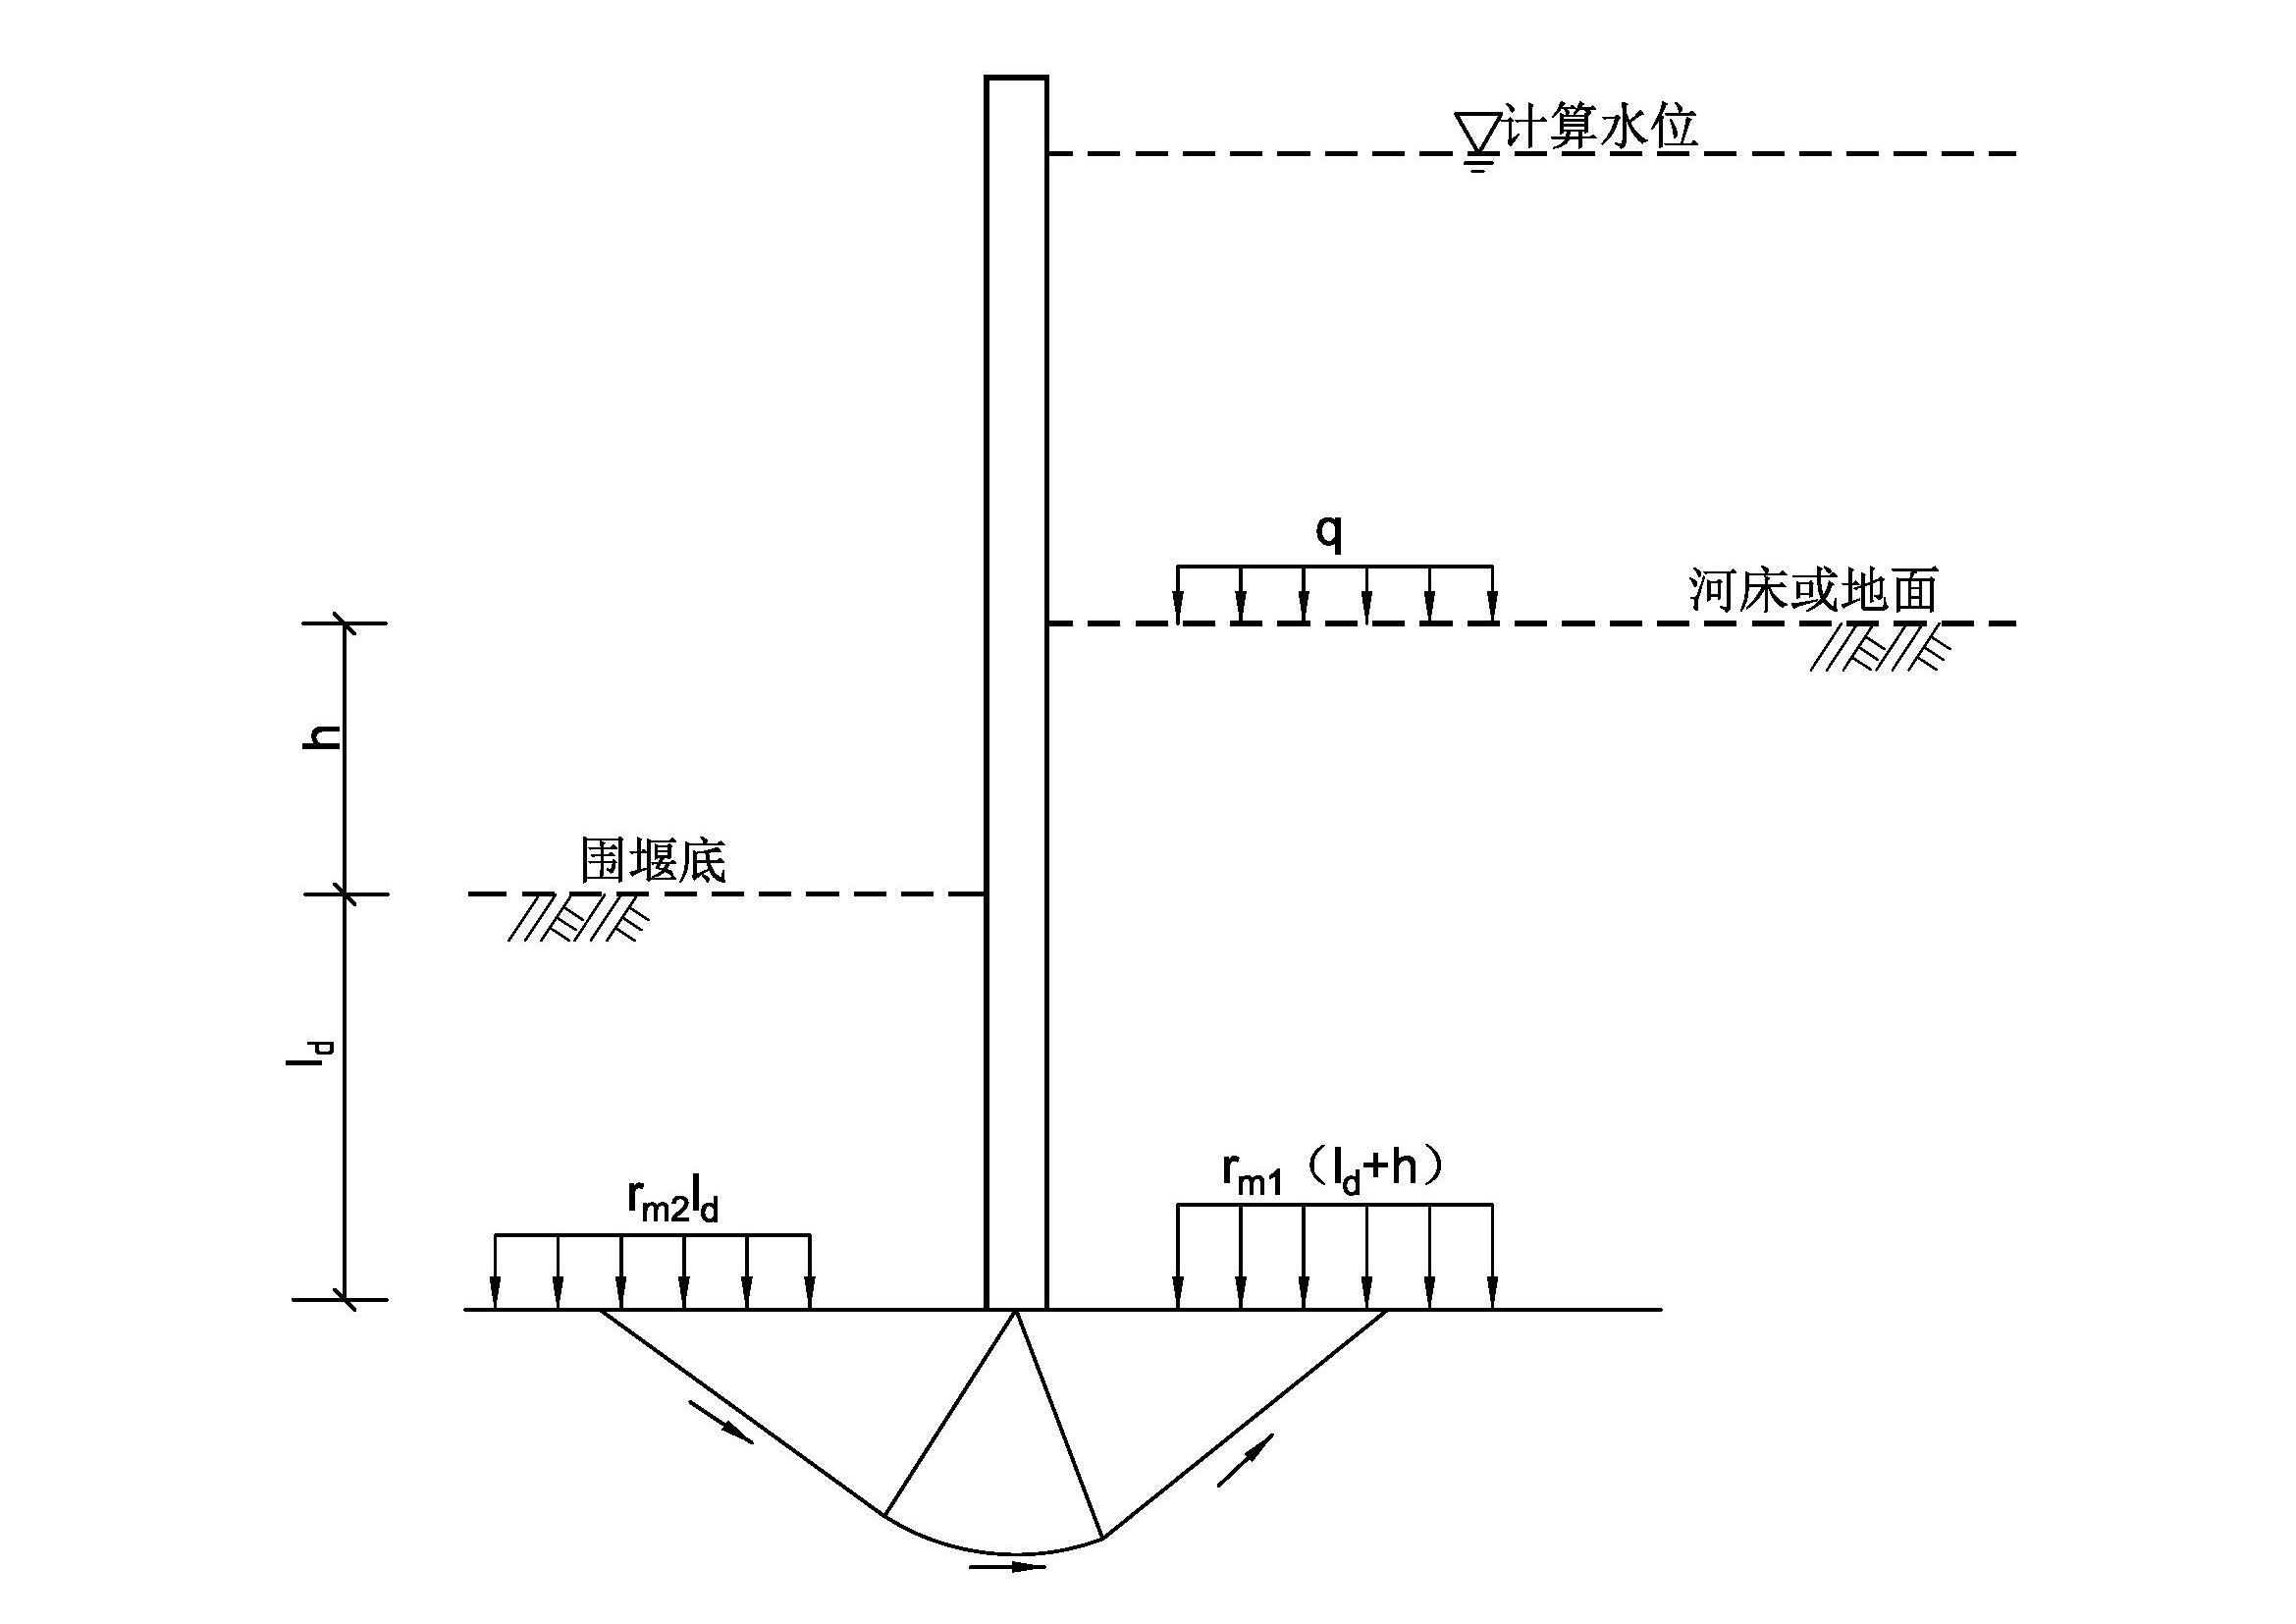 计算水位
q
河床或地面
h
围堰底
ld
rm2ld
rm1（ld+h）